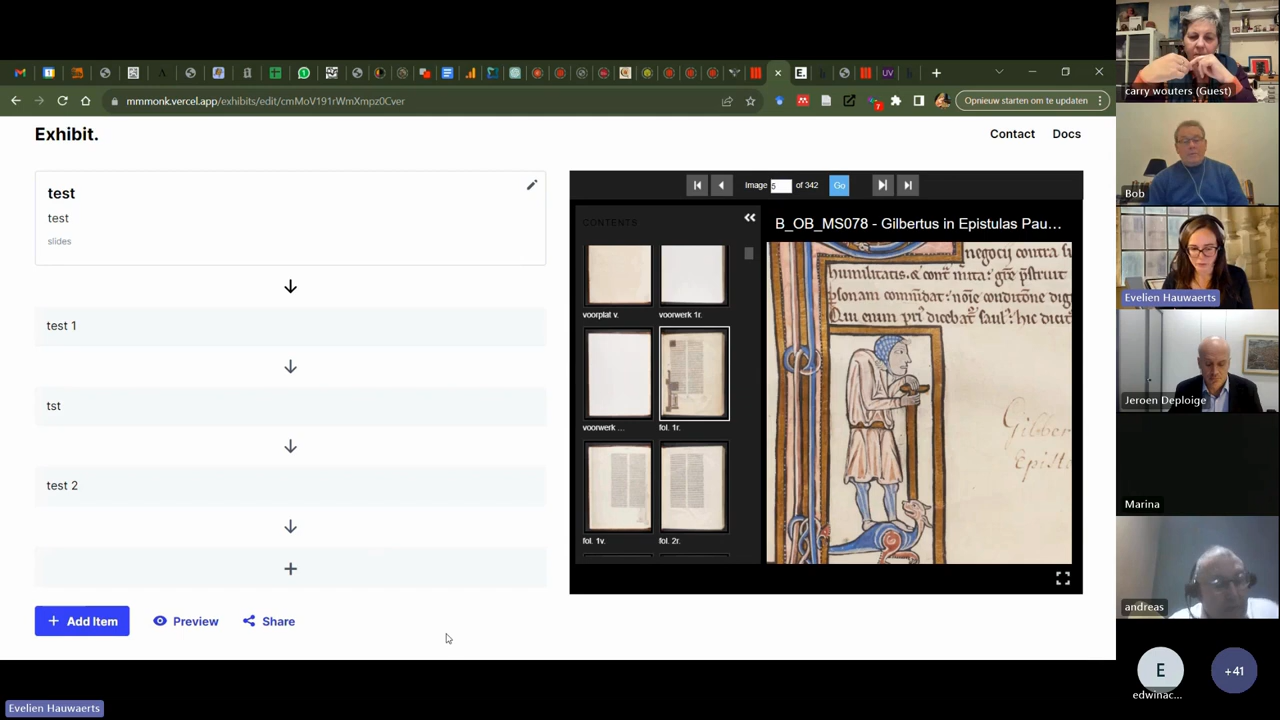 mmmonk.vercel.app/exhibits/edit/cmMoV191rWmXmpz0Cver
Opnieuw starten om te updaten
Exhibit.
Contact
Docs
test
test
slides
test 1
tst
test 2
Add Item
Preview
Share
Image 5 of 342 Go
CONTENTS
B_OB_MS078 - Gilbertus in Epistulas Pau...
voorplat v.
voorwerk 1r.
voorwerk ...
fol. 1r.
fol. 1v.
fol. 2r.
carry wouters (Guest)
Bob
Evelien Hauwaerts
Jeroen Deploige
Marina
andreas
E
edwinac...
+41
Evelien Hauwaerts